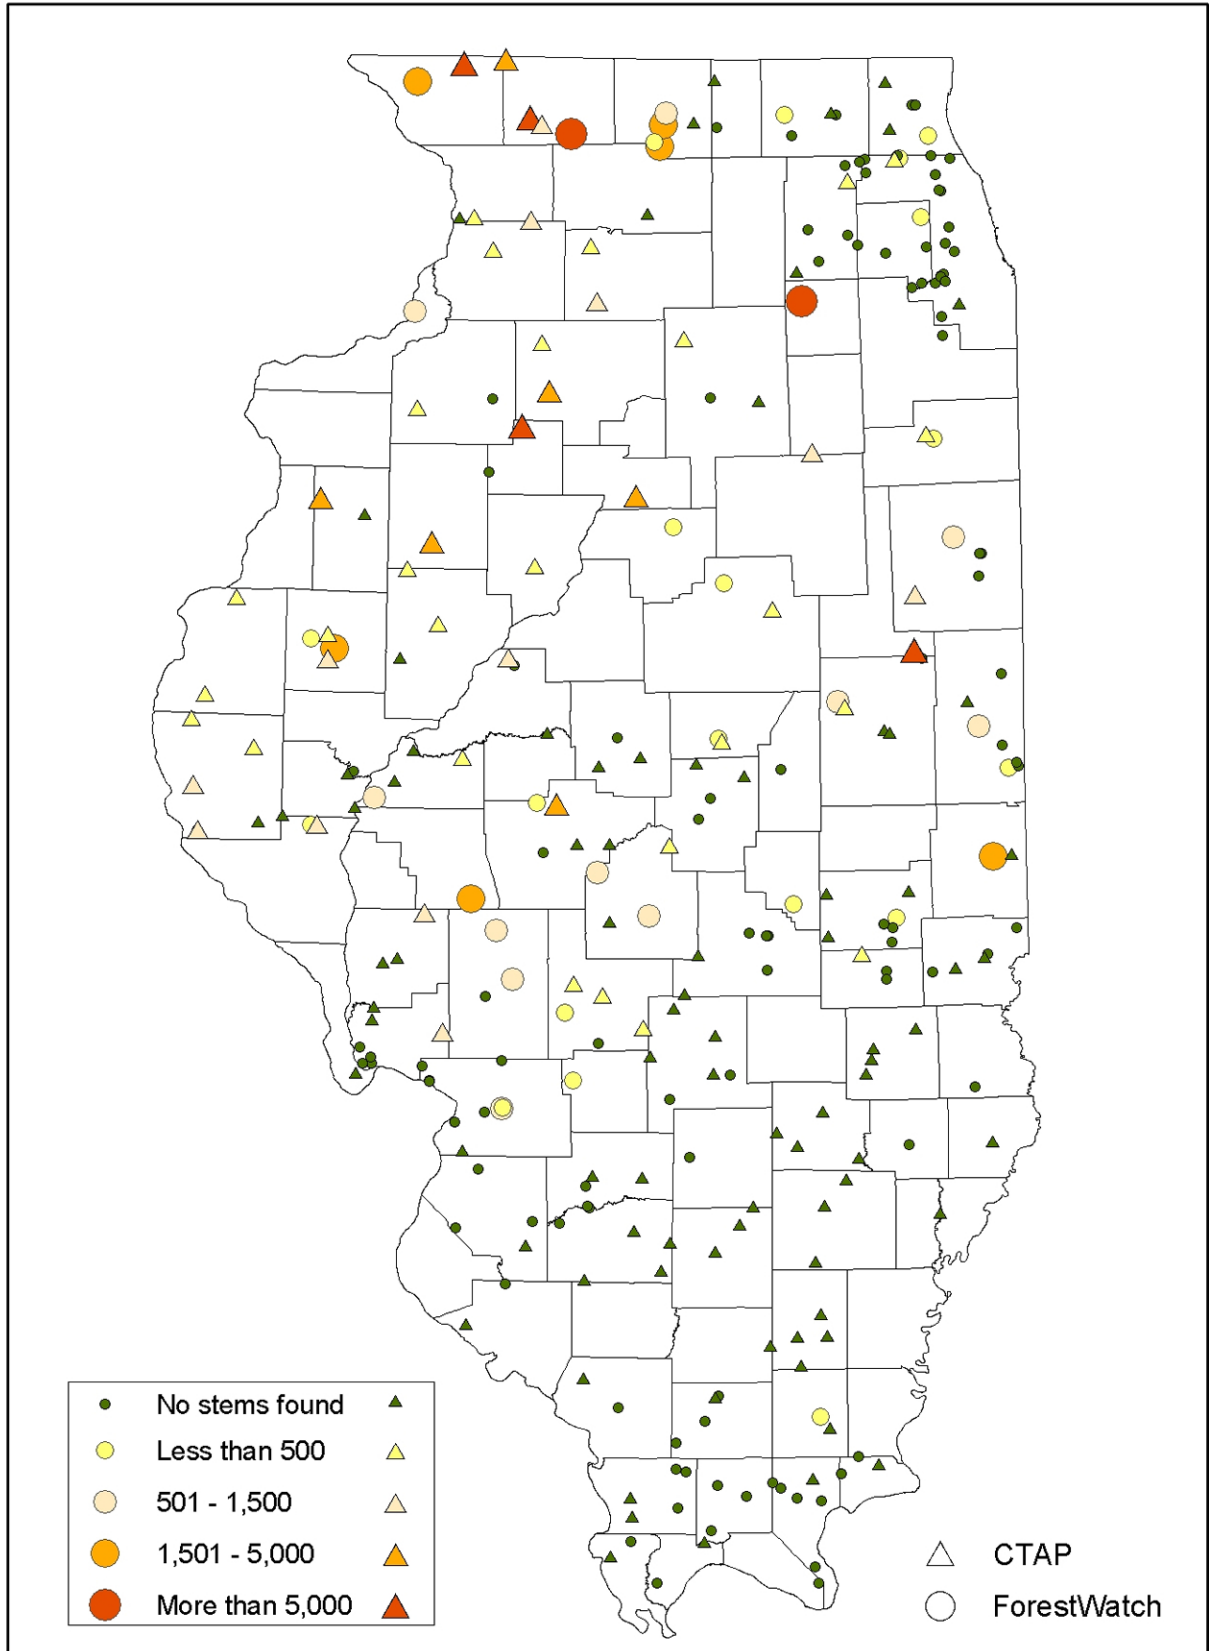 No stems found
Less than 500
501 - 1,500
1,501 - 5,000
More than 5,000
CTAP
ForestWatch